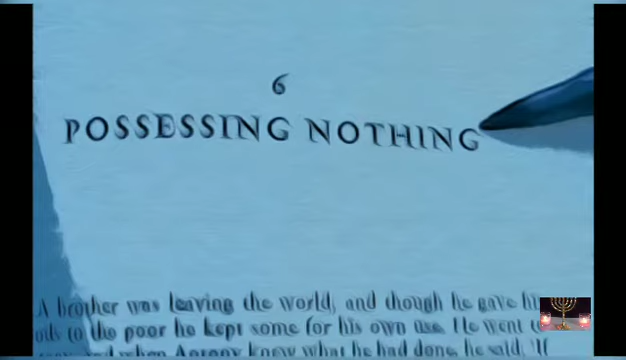 6
POSSESSING NOTHING
A brother was leaving the world, and though he gave
to the poor he kept some for his own use. He went
and when Antony knew what he had done, he said, 'If